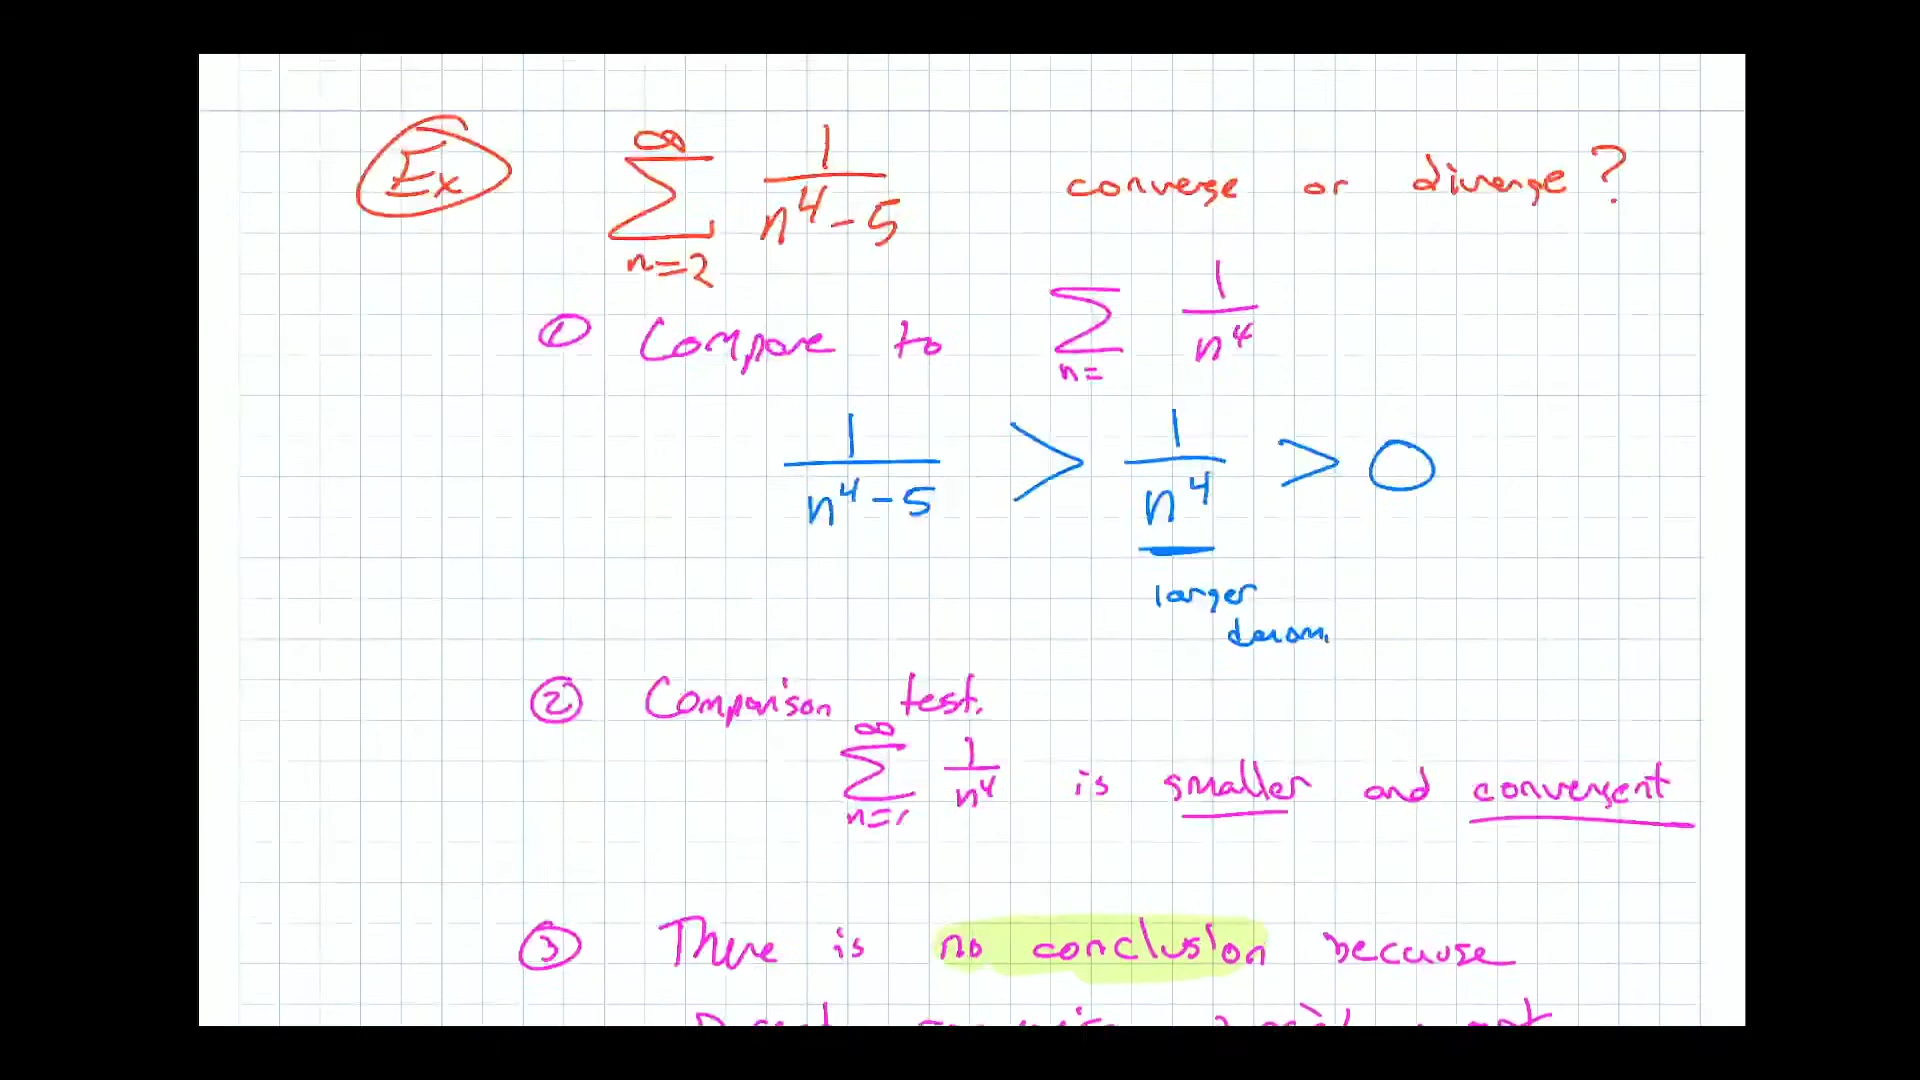 Ex ∞ ∑ n=2 1/(n⁴-5) converge or diverge?
① Compare to ∑ n= 1/n⁴
1/(n⁴-5) > 1/n⁴ > 0
larger
denom.
② Comparison test.
∞ ∑ n=1 1/n⁴ is smaller and convergent
③ There is no conclusion because